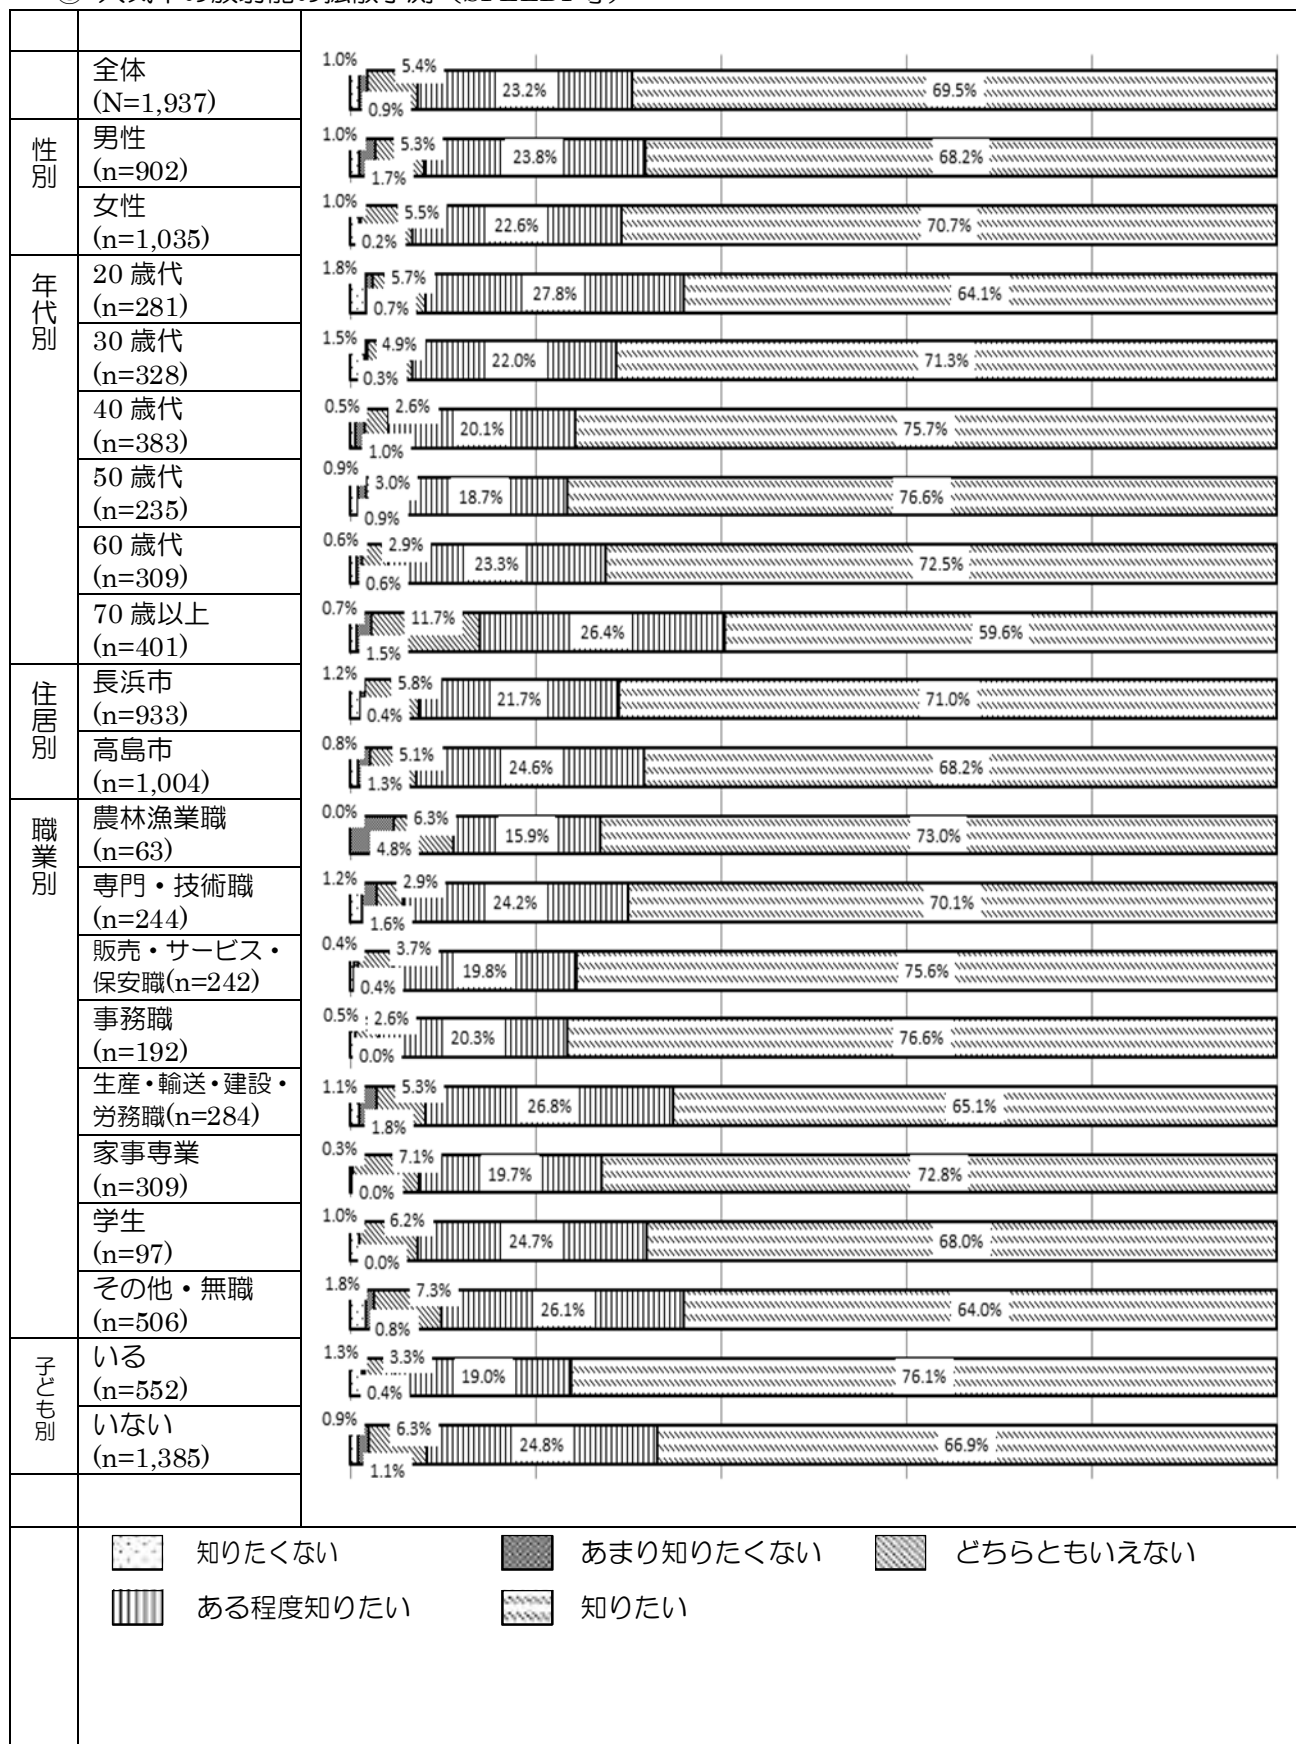 大気中の放射能の拡散予測（SPEEDI 等）
全体
(N=1,937)
1.0% 0.9% 5.4% 23.2% 69.5%
性別
男性
(n=902)
1.0% 1.7% 5.3% 23.8% 68.2%
女性
(n=1,035)
1.0% 0.2% 5.5% 22.6% 70.7%
年代別
20 歳代
(n=281)
1.8% 0.7% 5.7% 27.8% 64.1%
30 歳代
(n=328)
1.5% 0.3% 4.9% 22.0% 71.3%
40 歳代
(n=383)
0.5% 1.0% 2.6% 20.1% 75.7%
50 歳代
(n=235)
0.9% 0.9% 3.0% 18.7% 76.6%
60 歳代
(n=309)
0.6% 0.6% 2.9% 23.3% 72.5%
70 歳以上
(n=401)
0.7% 1.5% 11.7% 26.4% 59.6%
住居別
長浜市
(n=933)
1.2% 0.4% 5.8% 21.7% 71.0%
高島市
(n=1,004)
0.8% 1.3% 5.1% 24.6% 68.2%
職業別
農林漁業職
(n=63)
0.0% 4.8% 6.3% 15.9% 73.0%
専門・技術職
(n=244)
1.2% 1.6% 2.9% 24.2% 70.1%
販売・サービス・
保安職(n=242)
0.4% 0.4% 3.7% 19.8% 75.6%
事務職
(n=192)
0.5% 0.0% 2.6% 20.3% 76.6%
生産・輸送・建設・
労務職(n=284)
1.1% 1.8% 5.3% 26.8% 65.1%
家事専業
(n=309)
0.3% 0.0% 7.1% 19.7% 72.8%
学生
(n=97)
1.0% 0.0% 6.2% 24.7% 68.0%
その他・無職
(n=506)
1.8% 0.8% 7.3% 26.1% 64.0%
子ども別
いる
(n=552)
1.3% 0.4% 3.3% 19.0% 76.1%
いない
(n=1,385)
0.9% 1.1% 6.3% 24.8% 66.9%
知りたくない あまり知りたくない どちらともいえない
ある程度知りたい 知りたい